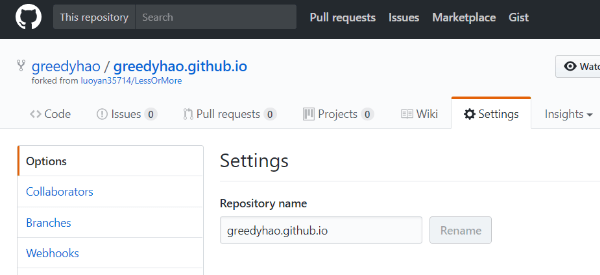 This repository Search Pull requests Issues Marketplace Gist
greedyhao / greedyhao.github.io
forked from luoyan35714/LessOrMore
Code Issues 0 Pull requests 0 Projects 0 Wiki Settings Insights
Options
Collaborators
Branches
Webhooks
Settings
Repository name
greedyhao.github.io Rename